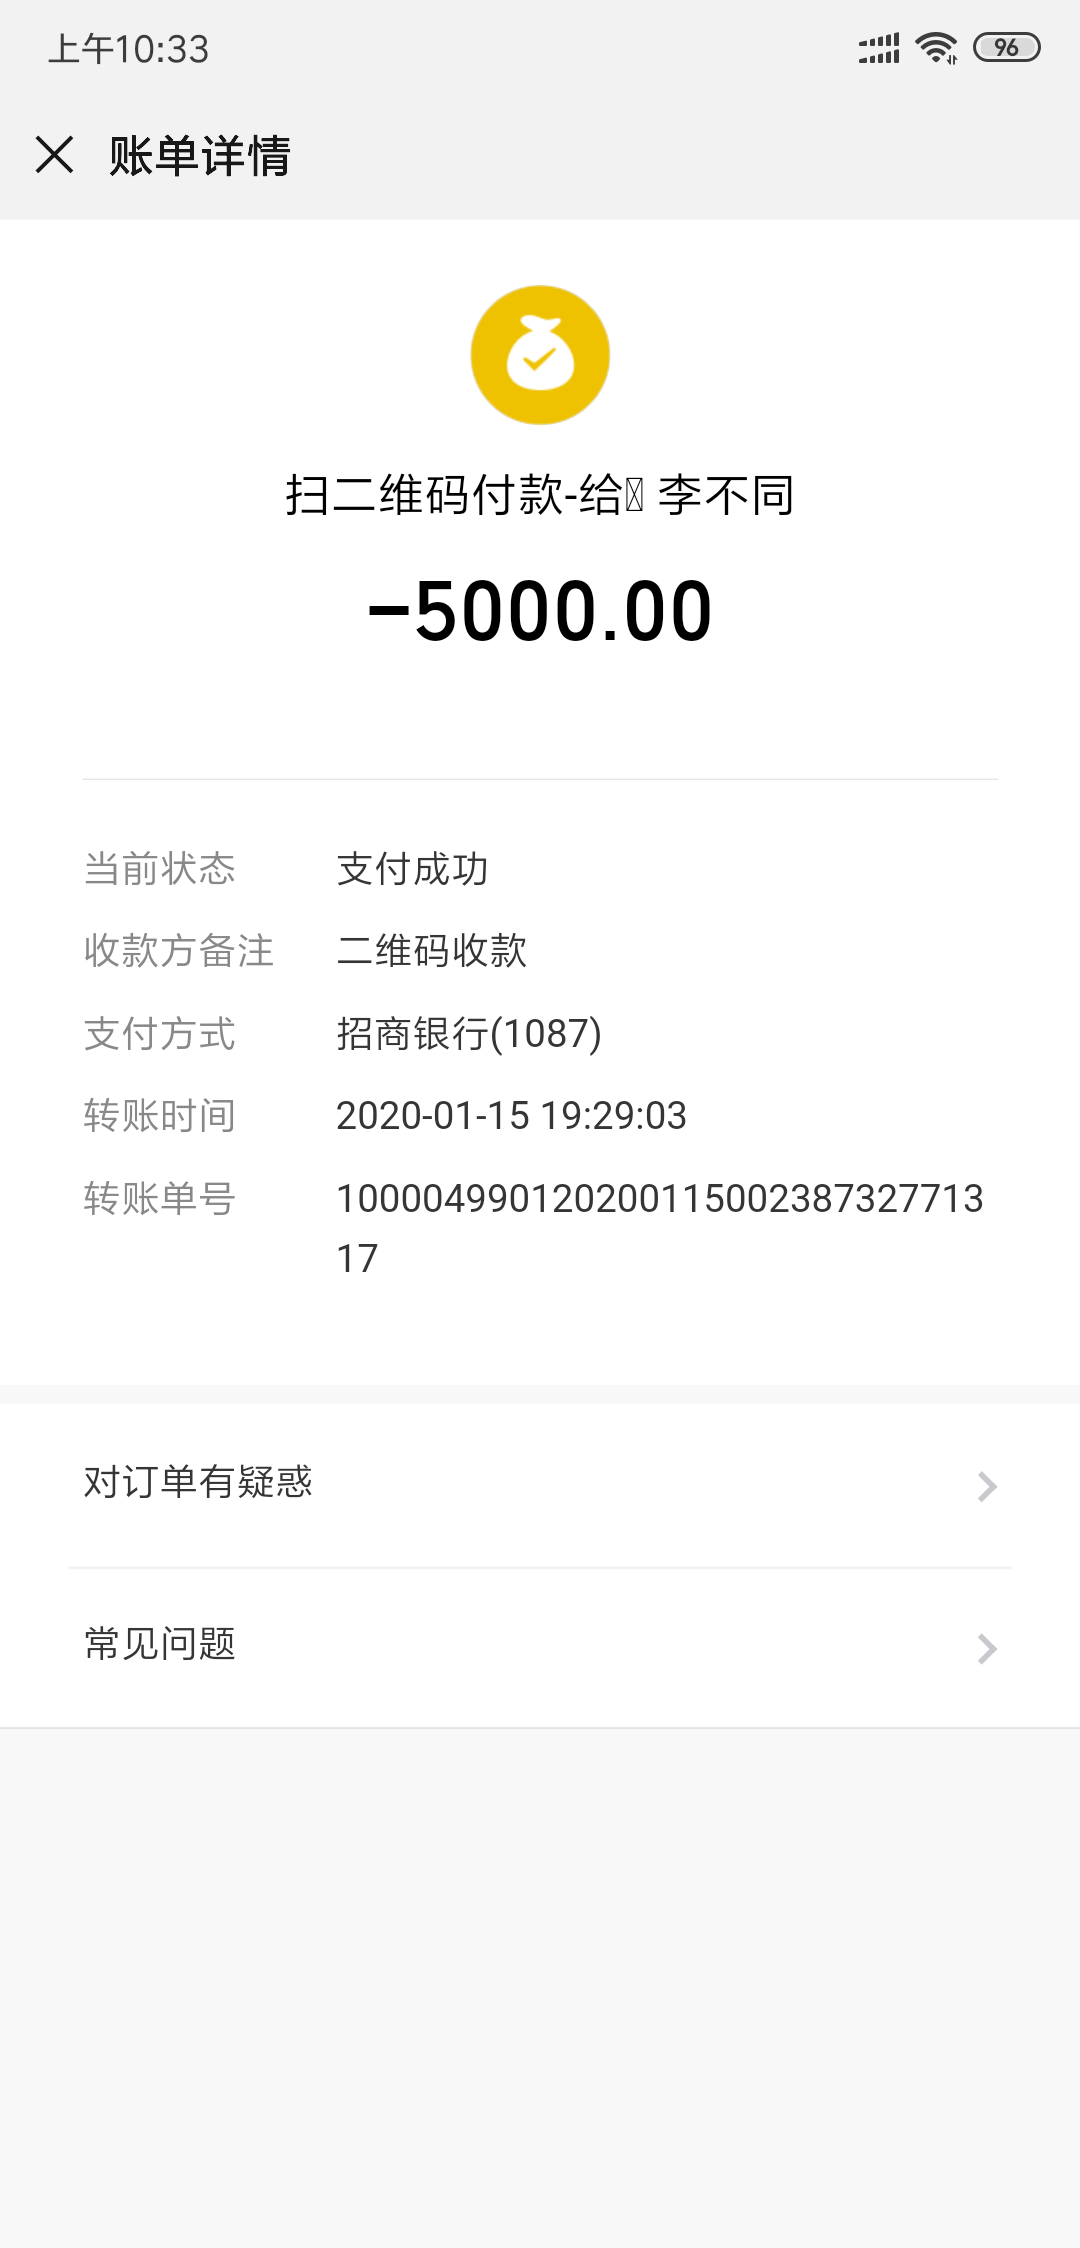 上午10:33
96
账单详情
扫二维码付款-给 李不同
-5000.00
当前状态 支付成功
收款方备注 二维码收款
支付方式 招商银行(1087)
转账时间 2020-01-15 19:29:03
转账单号 100004990120200115002387327713
17
对订单有疑惑
常见问题